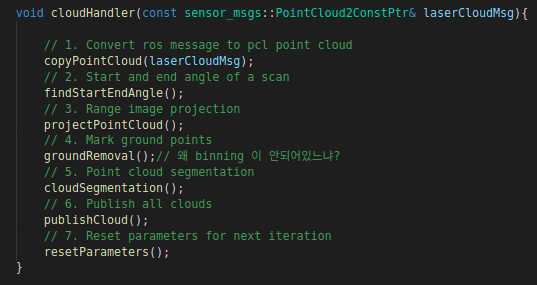 void cloudHandler(const sensor_msgs::PointCloud2ConstPtr& laserCloudMsg){
// 1. Convert ros message to pcl point cloud
copyPointCloud(laserCloudMsg);
// 2. Start and end angle of a scan
findStartEndAngle();
// 3. Range image projection
projectPointCloud();
// 4. Mark ground points
groundRemoval();// 왜 binning 이 안되어있느냐?
// 5. Point cloud segmentation
cloudSegmentation();
// 6. Publish all clouds
publishCloud();
// 7. Reset parameters for next iteration
resetParameters();
}